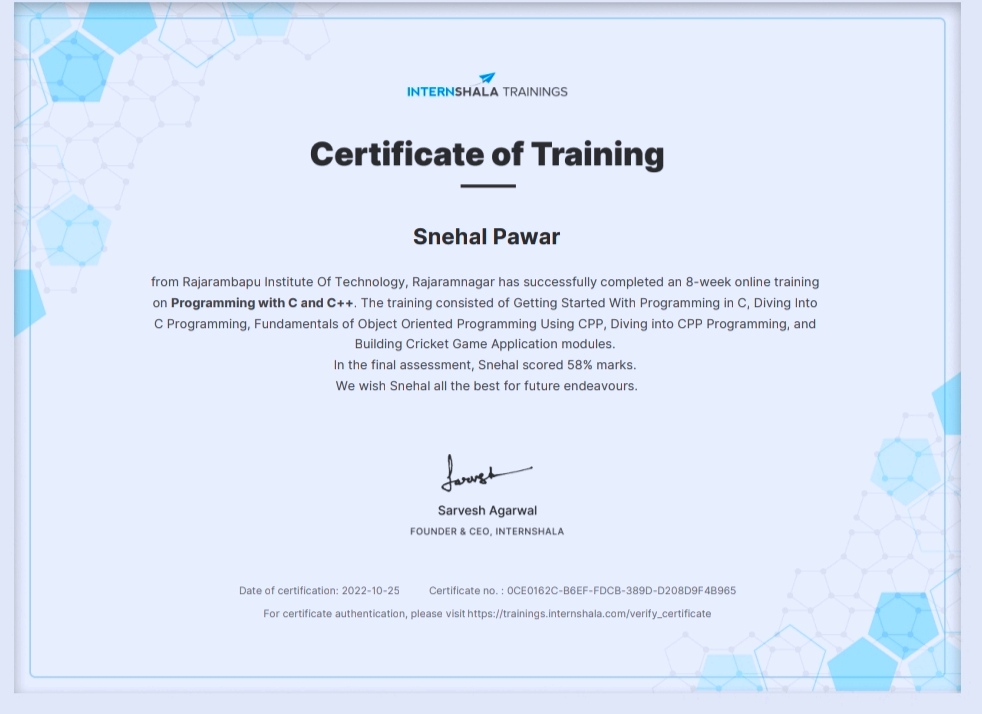 INTERNSHALA TRAININGS
Certificate of Training
Snehal Pawar
from Rajarambapu Institute Of Technology, Rajaramnagar has successfully completed an 8-week online training
on Programming with C and C++. The training consisted of Getting Started With Programming in C, Diving Into
C Programming, Fundamentals of Object Oriented Programming Using CPP, Diving into CPP Programming, and
Building Cricket Game Application modules.
In the final assessment, Snehal scored 58% marks.
We wish Snehal all the best for future endeavours.
Sarvesh
Sarvesh Agarwal
FOUNDER & CEO, INTERNSHALA
Date of certification: 2022-10-25 Certificate no. : 0CE0162C-B6EF-FDCB-389D-D208D9F4B965
For certificate authentication, please visit https://trainings.internshala.com/verify_certificate